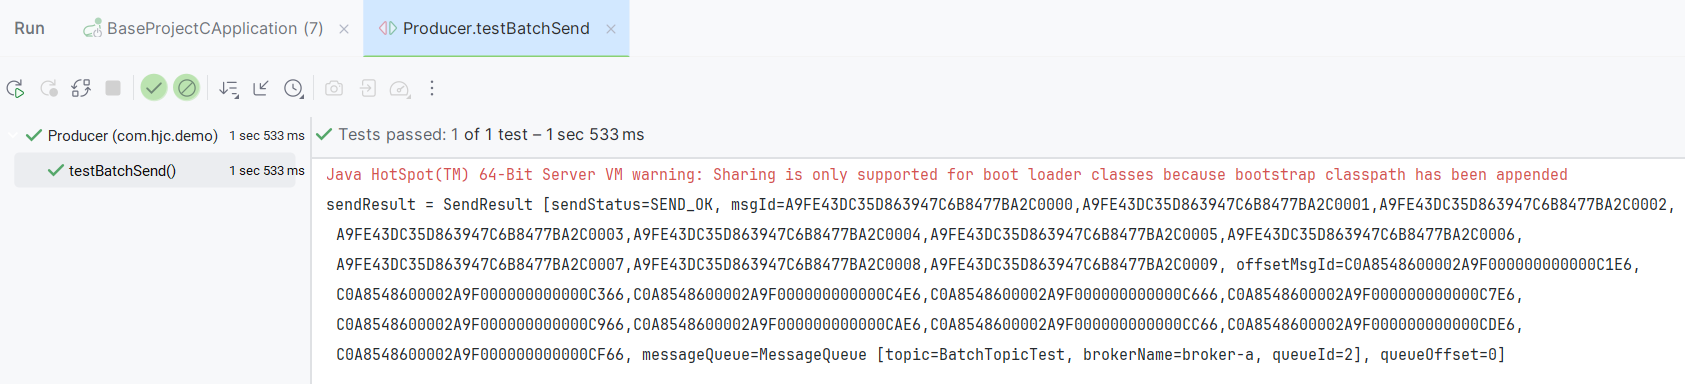 Run
BaseProjectCApplication (7)
Producer.testBatchSend
Producer (com.hjc.demo) 1 sec 533 ms
testBatchSend() 1 sec 533 ms
Tests passed: 1 of 1 test – 1 sec 533 ms
Java HotSpot(TM) 64-Bit Server VM warning: Sharing is only supported for boot loader classes because bootstrap classpath has been appended
sendResult = SendResult [sendStatus=SEND_OK, msgId=A9FE43DC35D863947C6B8477BA2C0000,A9FE43DC35D863947C6B8477BA2C0001,A9FE43DC35D863947C6B8477BA2C0002,
A9FE43DC35D863947C6B8477BA2C0003,A9FE43DC35D863947C6B8477BA2C0004,A9FE43DC35D863947C6B8477BA2C0005,A9FE43DC35D863947C6B8477BA2C0006,
A9FE43DC35D863947C6B8477BA2C0007,A9FE43DC35D863947C6B8477BA2C0008,A9FE43DC35D863947C6B8477BA2C0009, offsetMsgId=C0A8548600002A9F000000000000C1E6,
C0A8548600002A9F000000000000C366,C0A8548600002A9F000000000000C4E6,C0A8548600002A9F000000000000C666,C0A8548600002A9F000000000000C7E6,
C0A8548600002A9F000000000000C966,C0A8548600002A9F000000000000CAE6,C0A8548600002A9F000000000000CC66,C0A8548600002A9F000000000000CDE6,
C0A8548600002A9F000000000000CF66, messageQueue=MessageQueue [topic=BatchTopicTest, brokerName=broker-a, queueId=2], queueOffset=0]